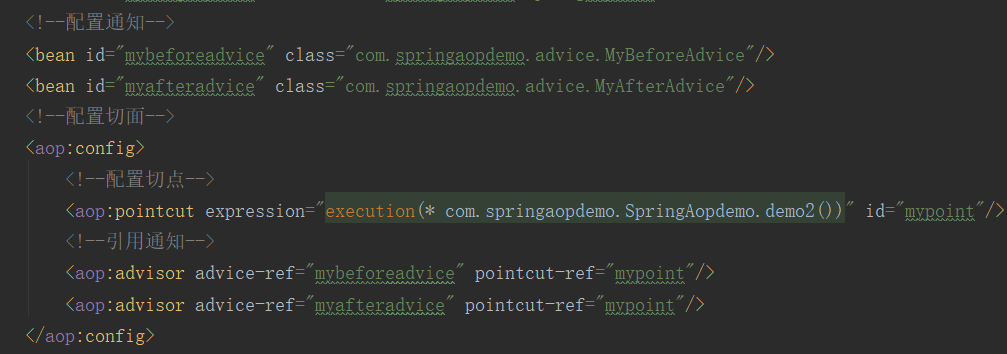 <!--配置通知-->
<bean id="mybeforeadvice" class="com.springaopdemo.advice.MyBeforeAdvice"/>
<bean id="myafteradvice" class="com.springaopdemo.advice.MyAfterAdvice"/>
<!--配置切面-->
<aop:config>
<!--配置切点-->
<aop:pointcut expression="execution(* com.springaopdemo.SpringAopdemo.demo2())" id="mypoint"/>
<!--引用通知-->
<aop:advisor advice-ref="mybeforeadvice" pointcut-ref="mypoint"/>
<aop:advisor advice-ref="myafteradvice" pointcut-ref="mypoint"/>
</aop:config>